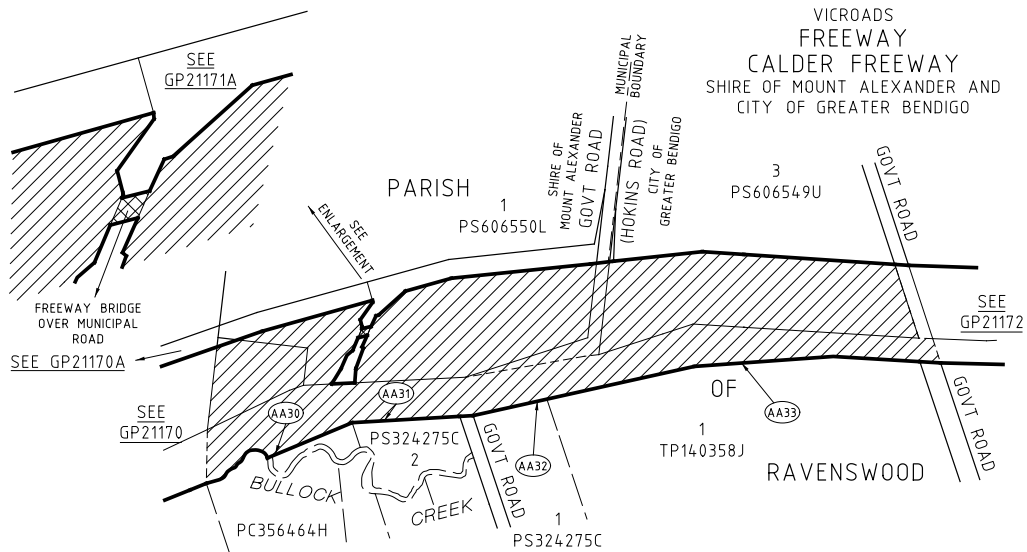 VICROADS
FREEWAY
CALDER FREEWAY
SHIRE OF MOUNT ALEXANDER AND
CITY OF GREATER BENDIGO
SEE
GP21171A
MUNICIPAL
BOUNDARY
SHIRE OF
MOUNT ALEXANDER
GOVT ROAD
(HOKINS ROAD)
CITY OF
GREATER BENDIGO
3
PS606549U
GOVT ROAD
PARISH
1
PS606550L
SEE
ENLARGEMENT
FREEWAY BRIDGE
OVER MUNICIPAL
ROAD
SEE GP21170A
SEE
GP21172
SEE
GP21170
AA30
AA31
AA32
AA33
OF
GOVT ROAD
PS324275C
2
GOVT ROAD
1
TP140358J
RAVENSWOOD
BULLOCK
CREEK
PC356464H
1
PS324275C